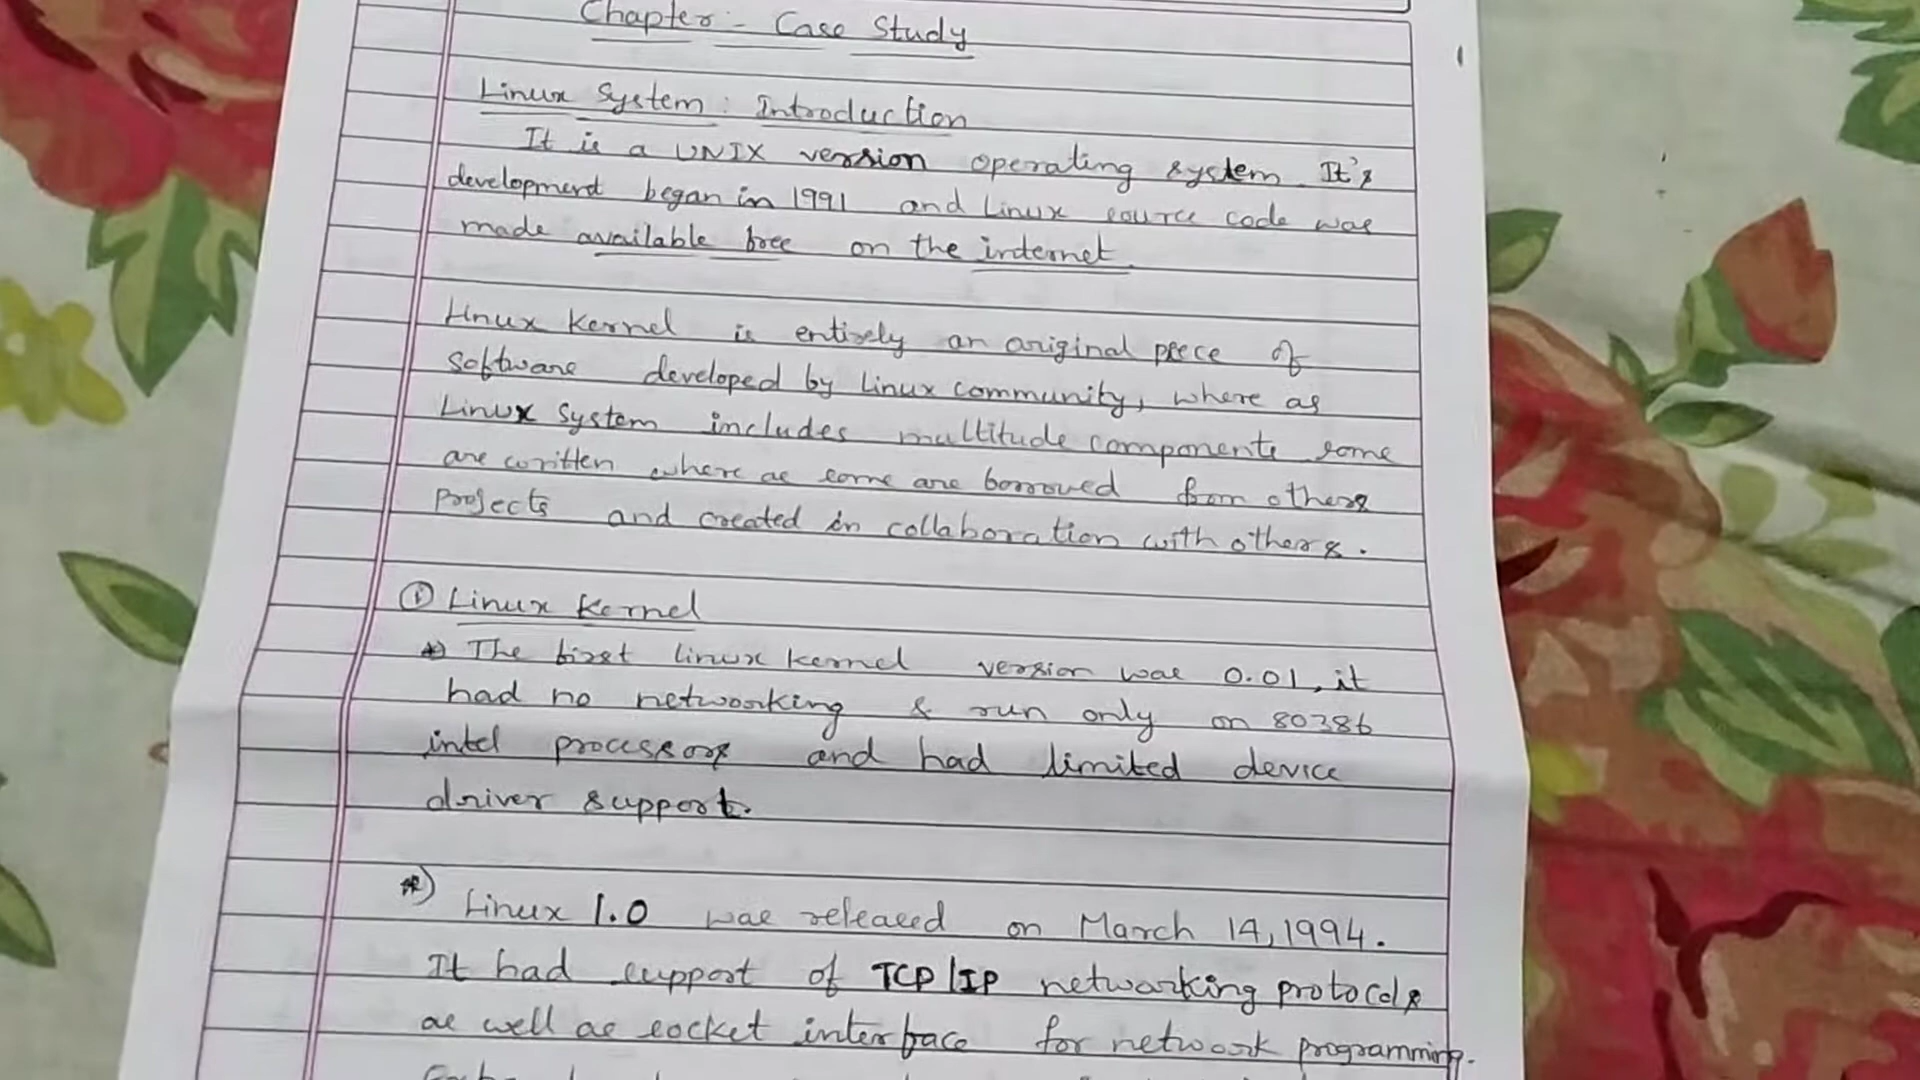 Chapter :- Case Study
Linux System : Introduction
It is a UNIX version operating system. It's
development began in 1991 and Linux source code was
made available free on the internet.
Linux Kernel is entirely an original piece of
software developed by Linux community, where as
Linux System includes multitude components some
are written where as some are borrowed from others
projects and created in collaboration with others.
① Linux Kernel
*) The first linux kernel version was 0.01, it
had no networking & run only on 80386
intel processors and had limited device
driver support.
*) Linux 1.0 was released on March 14, 1994.
It had support of TCP/IP networking protocols
as well as socket interface for network programming.